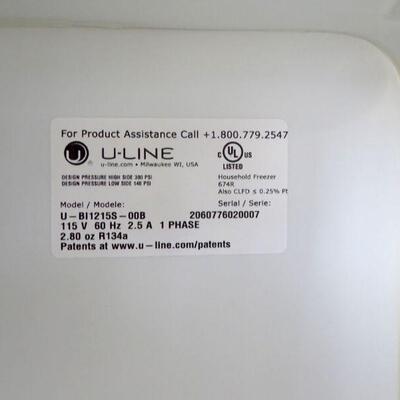 For Product Assistance Call +1.800.779.2547
U U-LINE
u-line.com • Milwaukee WI, USA
C UL US
LISTED
DESIGN PRESSURE HIGH SIDE 300 PSI
DESIGN PRESSURE LOW SIDE 140 PSI
Household Freezer
674R
Also CLFD ≤ 0.25% Pt
Model / Modele:
Serial / Serie:
U-BI1215S-00B
2060776020007
115 V 60 Hz 2.5 A 1 PHASE
2.80 oz R134a
Patents at www.u-line.com/patents